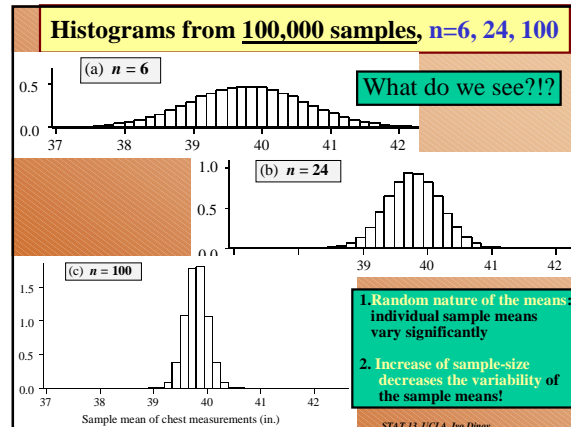 Histograms from 100,000 samples, n=6, 24, 100
(a) n = 6
What do we see?!?
0.5
0.0
37 38 39 40 41 42
(b) n = 24
1.0
0.5
0.0
39 40 41 42
(c) n = 100
1.5
1.0
0.5
0.0
37 38 39 40
Sample mean of chest measurements (in.)
1.Random nature of the means:
individual sample means
vary significantly
2. Increase of sample-size
decreases the variability of
the sample means!
STAT 13, UCLA, Ivo Dinov